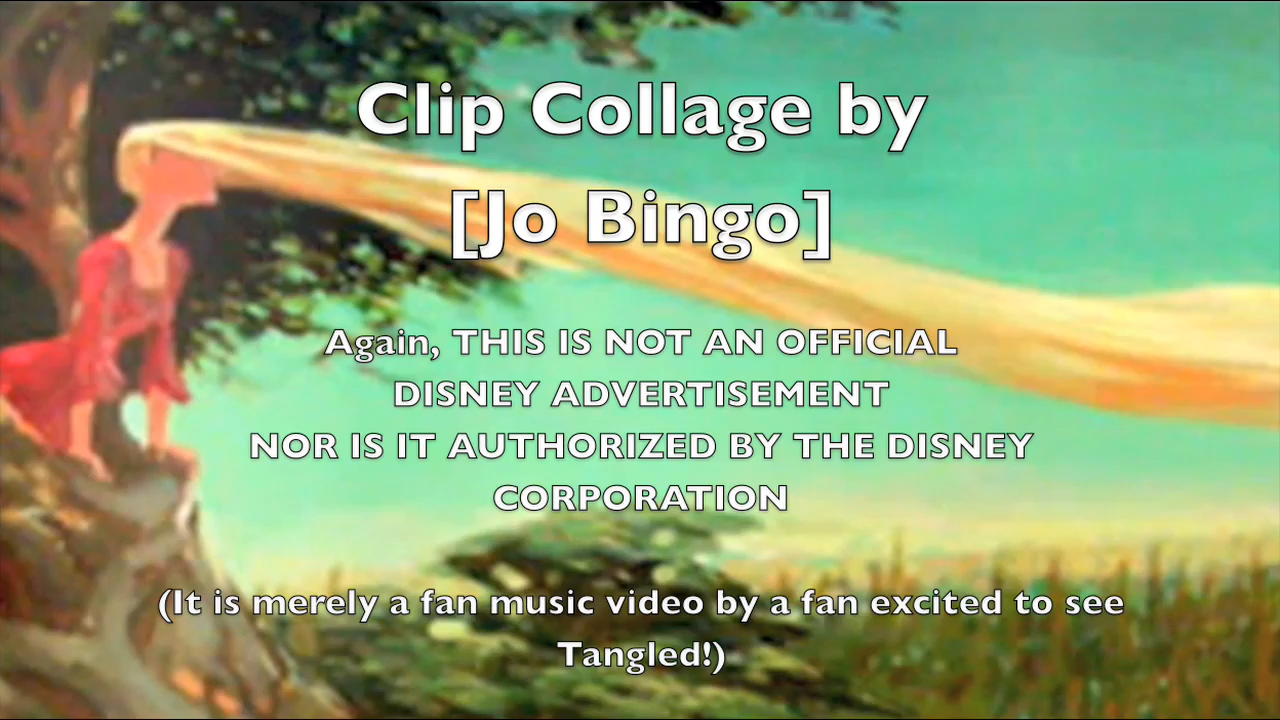 Clip Collage by
[Jo Bingo]
Again, THIS IS NOT AN OFFICIAL
DISNEY ADVERTISEMENT
NOR IS IT AUTHORIZED BY THE DISNEY
CORPORATION
(It is merely a fan music video by a fan excited to see
Tangled!)